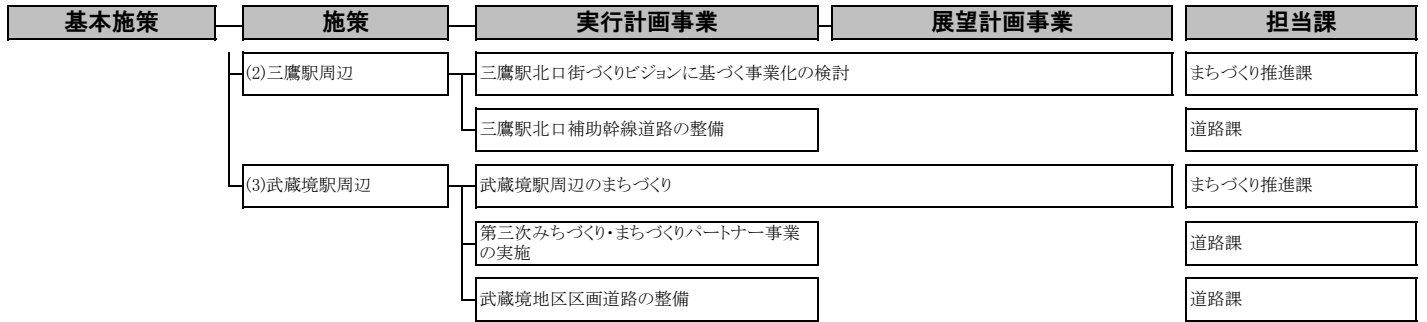 基本施策 施策 実行計画事業 展望計画事業 担当課
(2)三鷹駅周辺 三鷹駅北口街づくりビジョンに基づく事業化の検討 まちづくり推進課
三鷹駅北口補助幹線道路の整備 道路課
(3)武蔵境駅周辺 武蔵境駅周辺のまちづくり まちづくり推進課
第三次みちづくり・まちづくりパートナー事業
の実施 道路課
武蔵境地区区画道路の整備 道路課